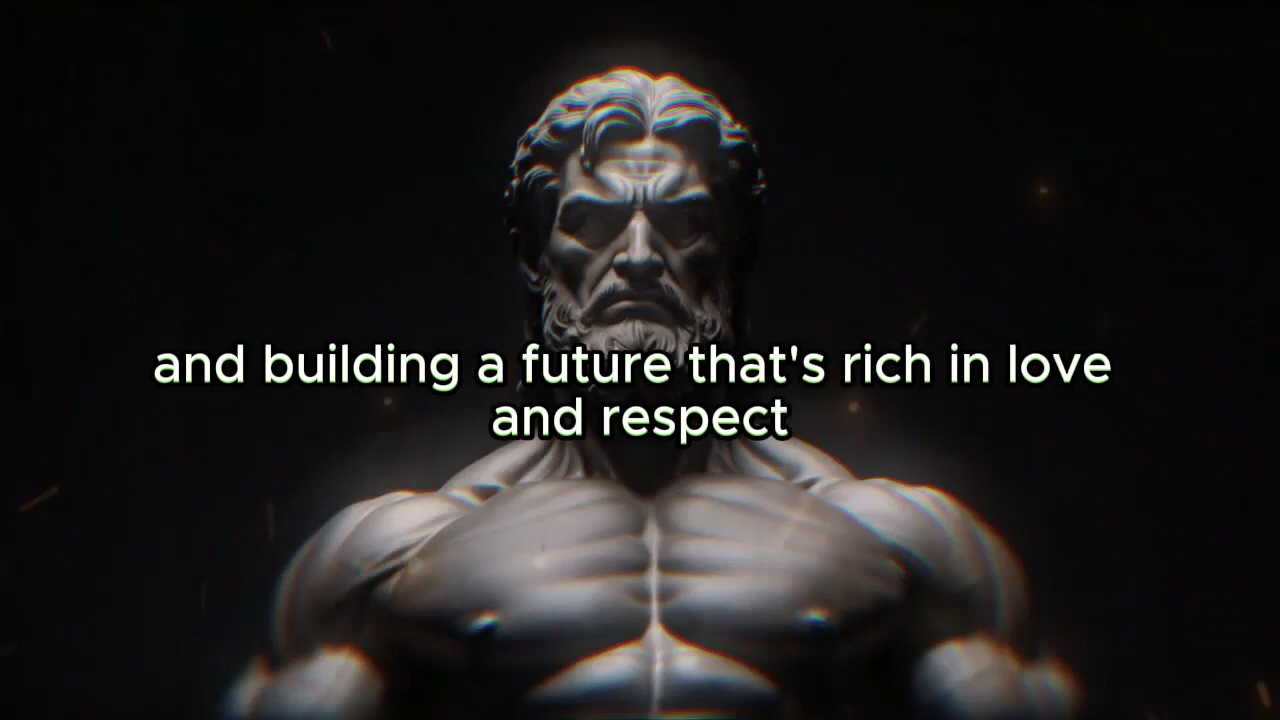 and building a future that's rich in love
and respect